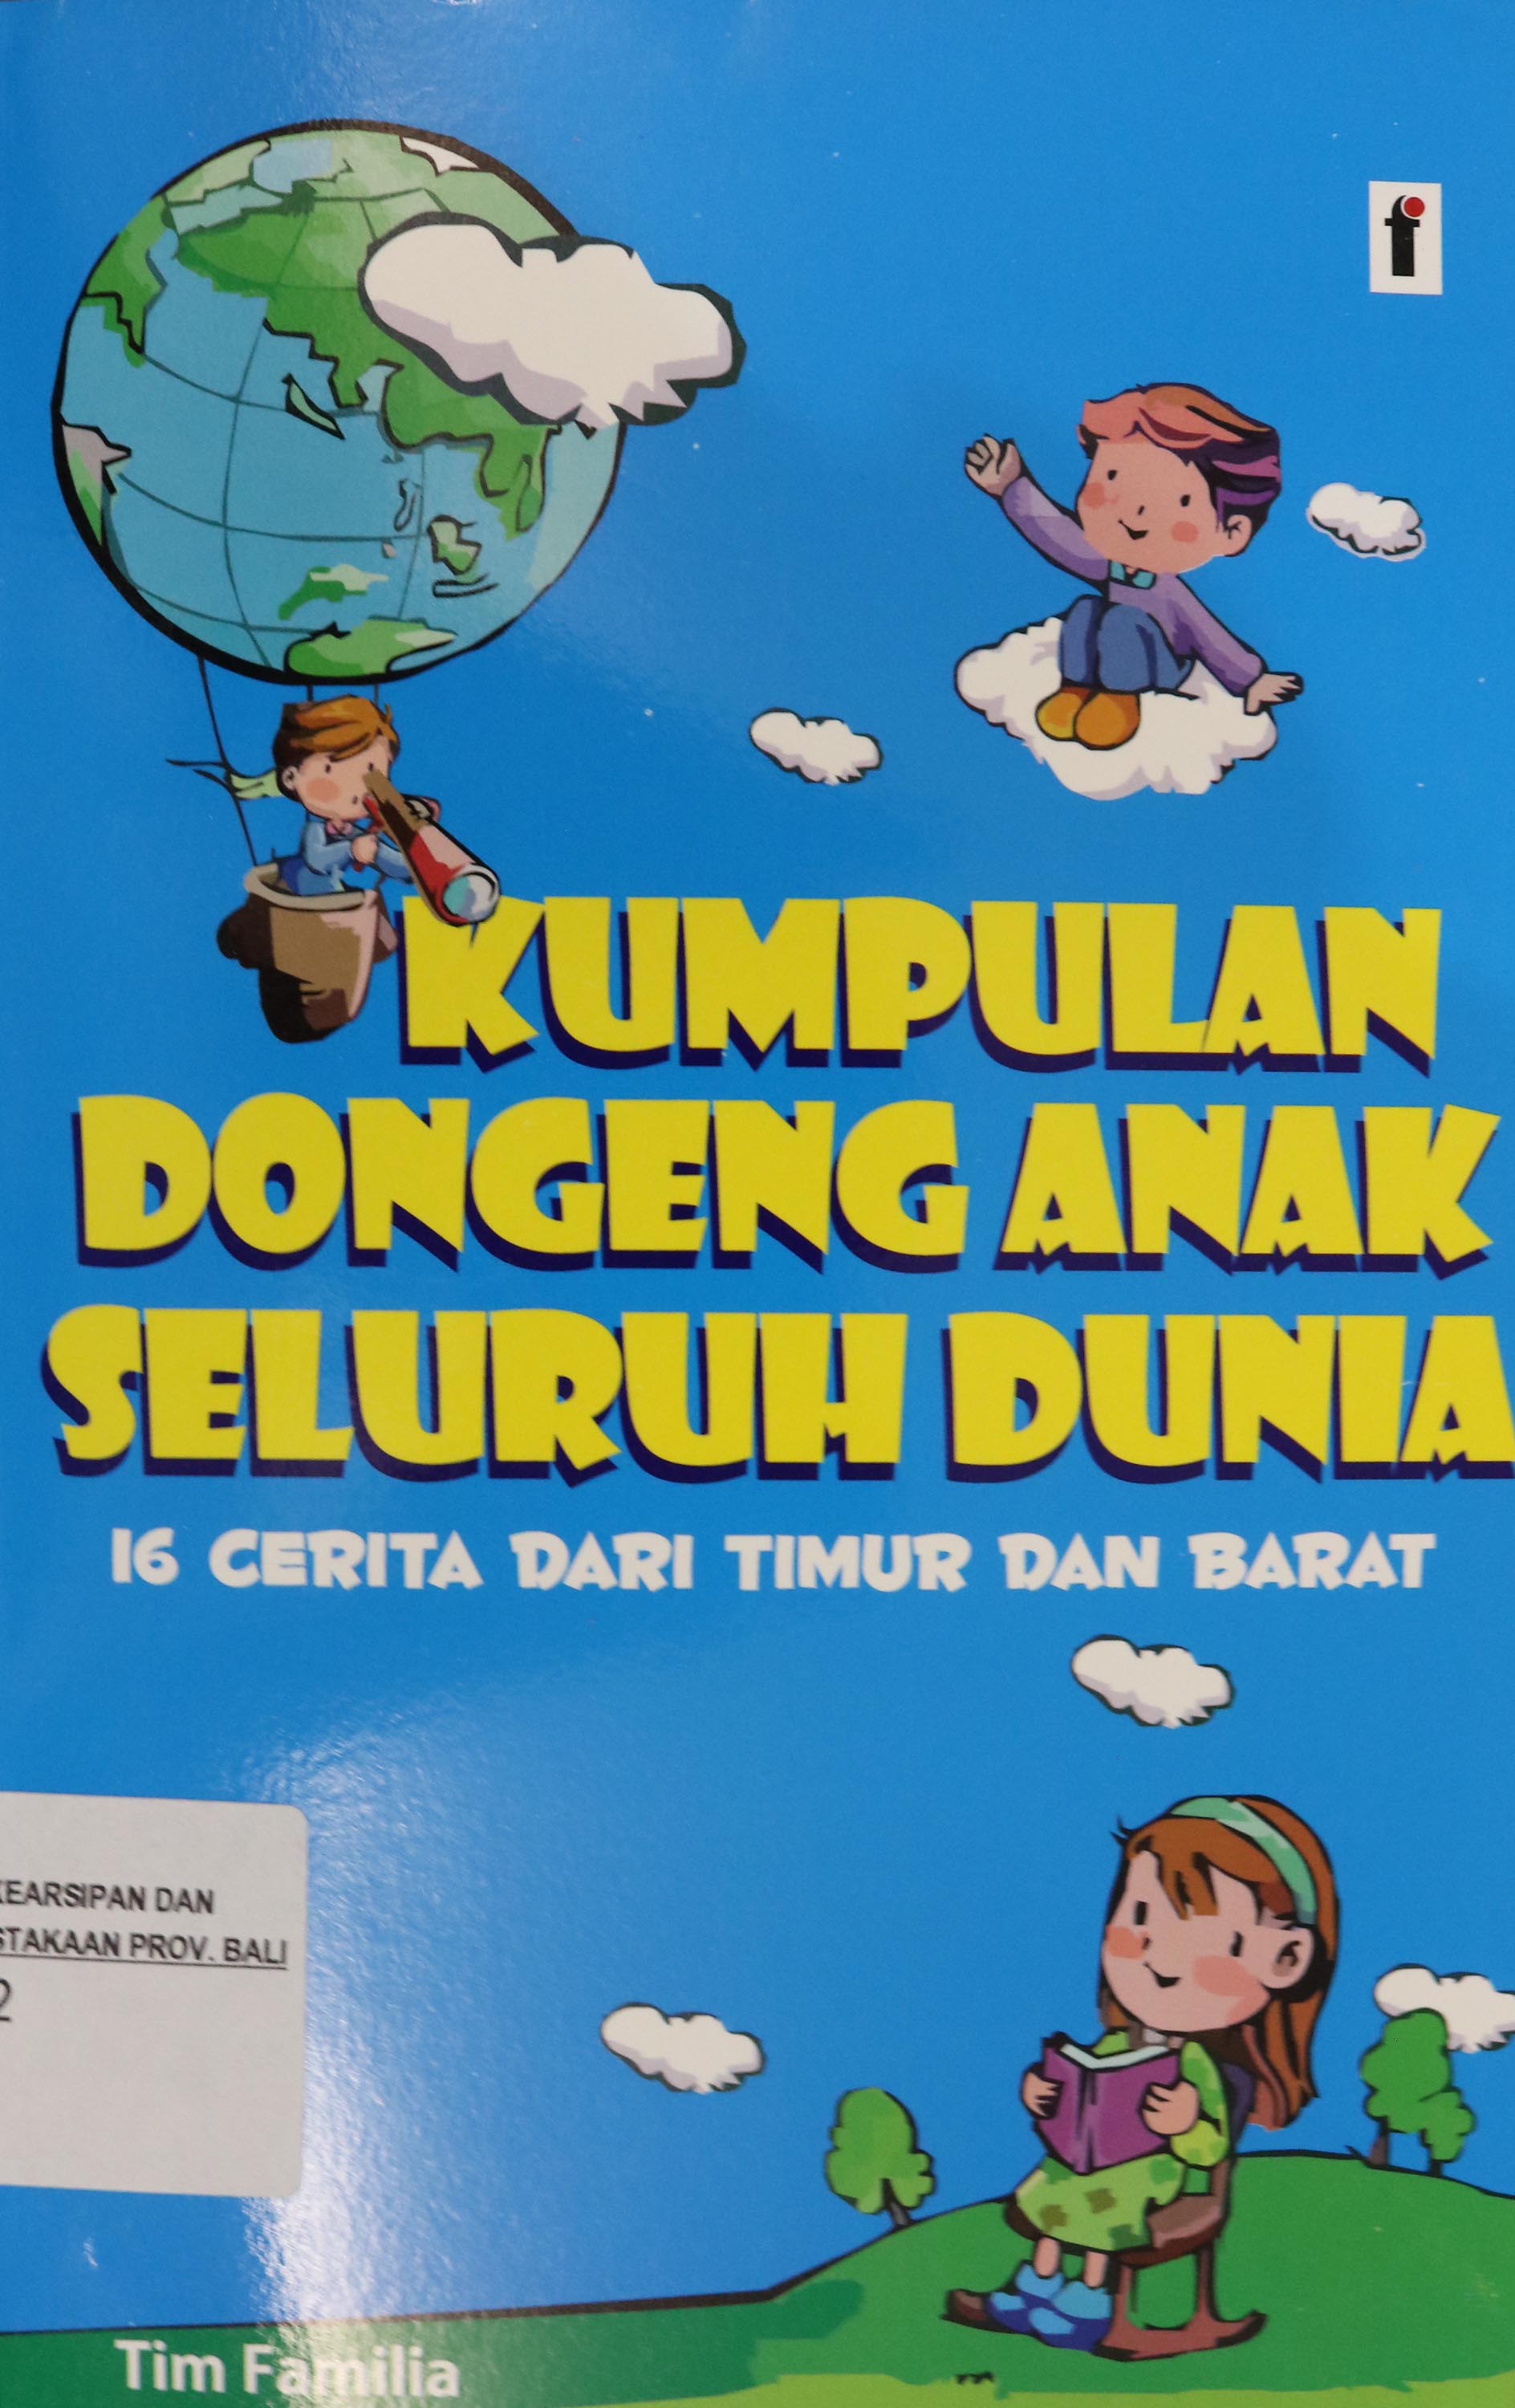 f
KUMPULAN
DONGENG ANAK
SELURUH DUNIA
16 CERITA DARI TIMUR DAN BARAT
KEARSIPAN DAN
STAKAAN PROV. BALI
2
Tim Familia